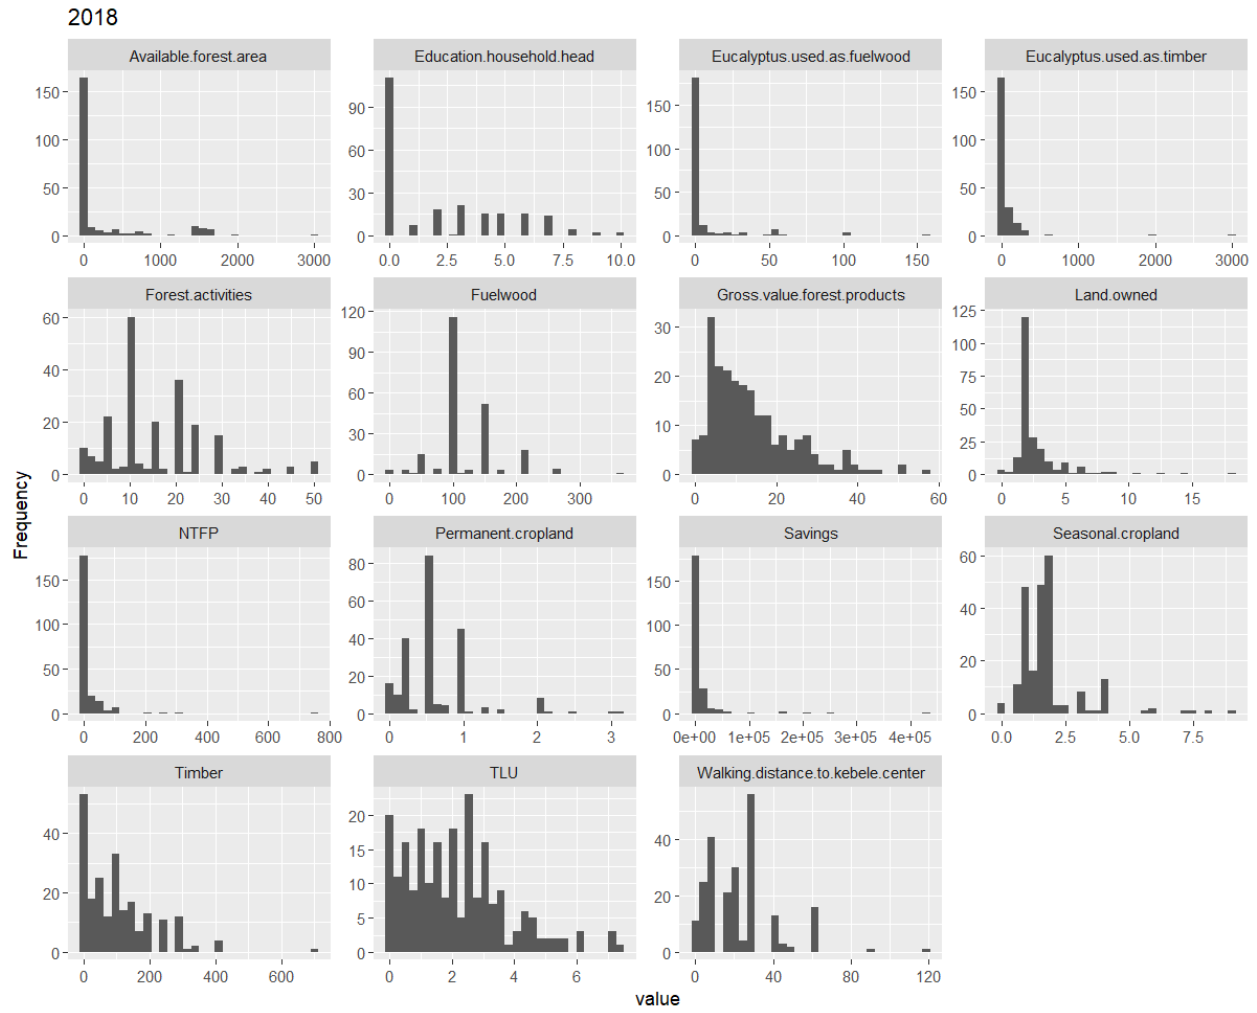 2018
Available.forest.area
Education.household.head
Eucalyptus.used.as.fuelwood
Eucalyptus.used.as.timber
150
100
50
0
0 1000 2000 3000
90
60
30
0
0.0 2.5 5.0 7.5 10.0
150
100
50
0
0 50 100 150
150
100
50
0
0 1000 2000 3000
Forest.activities
Fuelwood
Gross.value.forest.products
Land.owned
60
40
20
0
0 10 20 30 40 50
120
90
60
30
0
0 100 200 300
30
20
10
0
0 20 40 60
125
100
75
50
25
0
0 5 10 15
Frequency
NTFP
Permanent.cropland
Savings
Seasonal.cropland
150
100
50
0
0 200 400 600 800
80
60
40
20
0
0 1 2 3
150
100
50
0
0e+00 1e+05 2e+05 3e+05 4e+05
60
40
20
0
0.0 2.5 5.0 7.5
Timber
TLU
Walking.distance.to.kebele.center
40
20
0
0 200 400 600
20
15
10
5
0
0 2 4 6
40
20
0
0 40 80 120
value